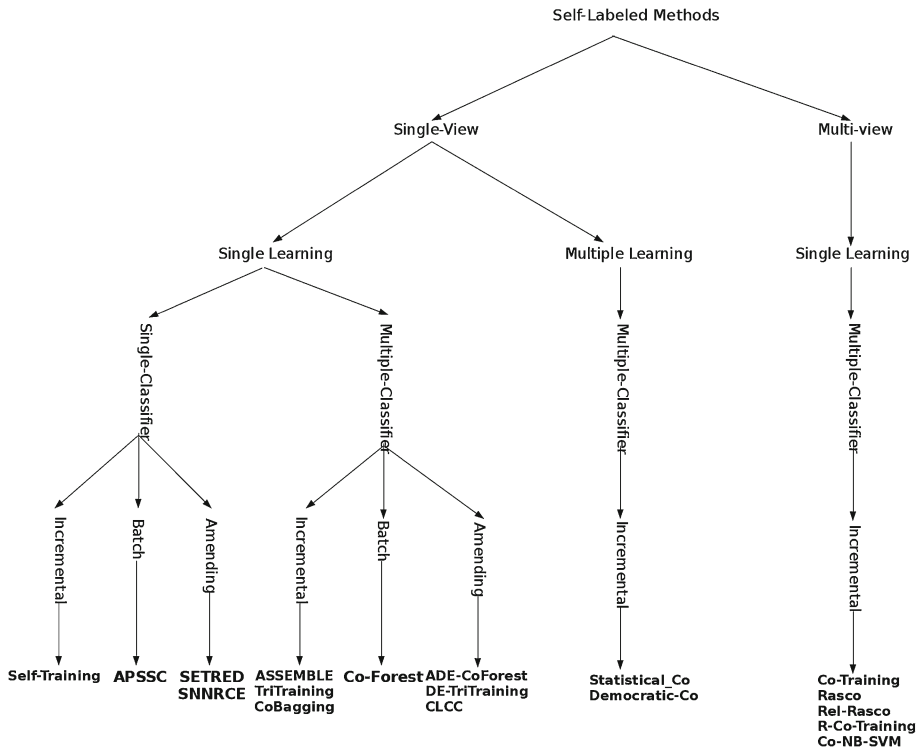 Self-Labeled Methods
Single-View
Multi-view
Single Learning
Multiple Learning
Single Learning
Single-Classifier
Multiple-Classifier
Multiple-Classifier
Multiple-Classifier
Incremental
Batch
Amending
Incremental
Batch
Amending
Incremental
Incremental
Self-Training
APSSC
SETRED
SNNRCE
ASSEMBLE
TriTraining
CoBagging
Co-Forest
ADE-CoForest
DE-TriTraining
CLCC
Statistical_Co
Democratic-Co
Co-Training
Rasco
Rel-Rasco
R-Co-Training
Co-NB-SVM